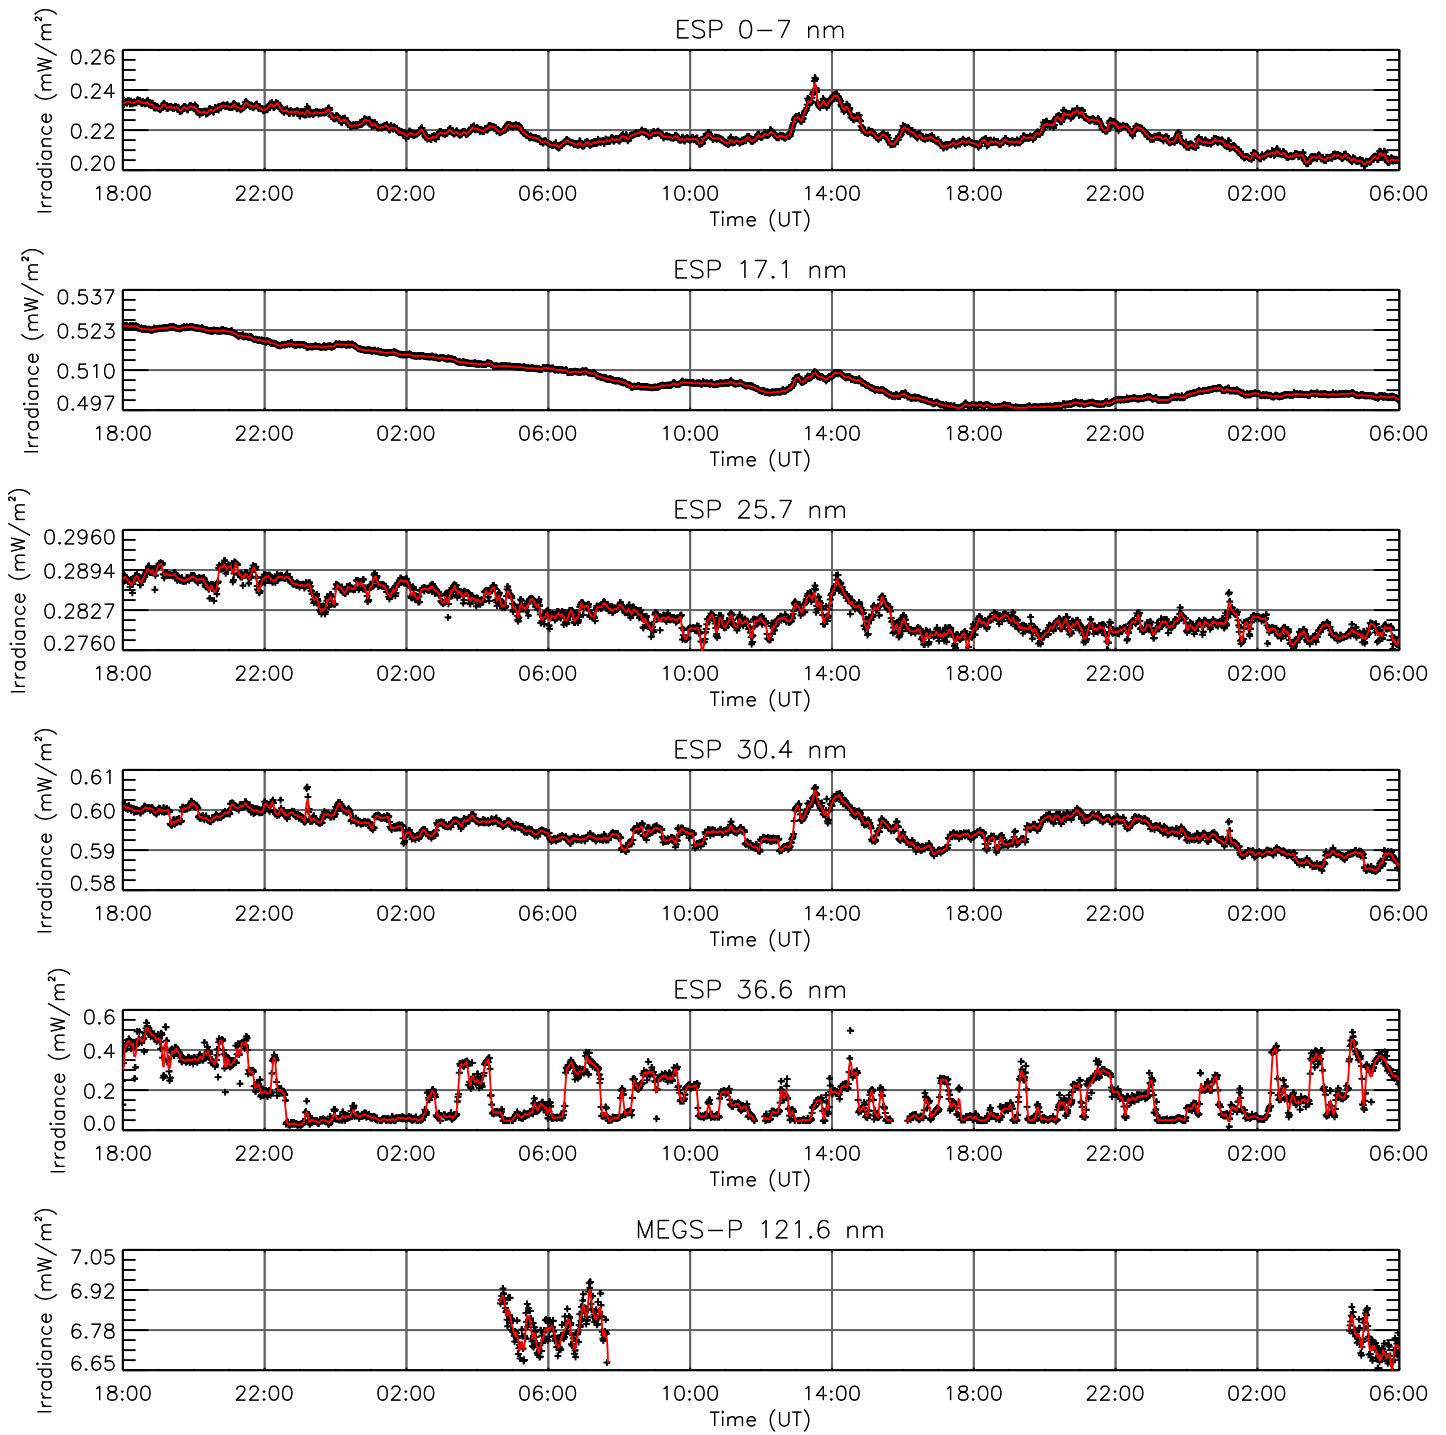 ESP 0-7 nm
Irradiance (mW/m²)
0.26
0.24
0.22
0.20
18:00 22:00 02:00 06:00 10:00 14:00 18:00 22:00 02:00 06:00
Time (UT)
ESP 17.1 nm
Irradiance (mW/m²)
0.537
0.523
0.510
0.497
18:00 22:00 02:00 06:00 10:00 14:00 18:00 22:00 02:00 06:00
Time (UT)
ESP 25.7 nm
Irradiance (mW/m²)
0.2960
0.2894
0.2827
0.2760
18:00 22:00 02:00 06:00 10:00 14:00 18:00 22:00 02:00 06:00
Time (UT)
ESP 30.4 nm
Irradiance (mW/m²)
0.61
0.60
0.59
0.58
18:00 22:00 02:00 06:00 10:00 14:00 18:00 22:00 02:00 06:00
Time (UT)
ESP 36.6 nm
Irradiance (mW/m²)
0.6
0.4
0.2
0.0
18:00 22:00 02:00 06:00 10:00 14:00 18:00 22:00 02:00 06:00
Time (UT)
MEGS-P 121.6 nm
Irradiance (mW/m²)
7.05
6.92
6.78
6.65
18:00 22:00 02:00 06:00 10:00 14:00 18:00 22:00 02:00 06:00
Time (UT)